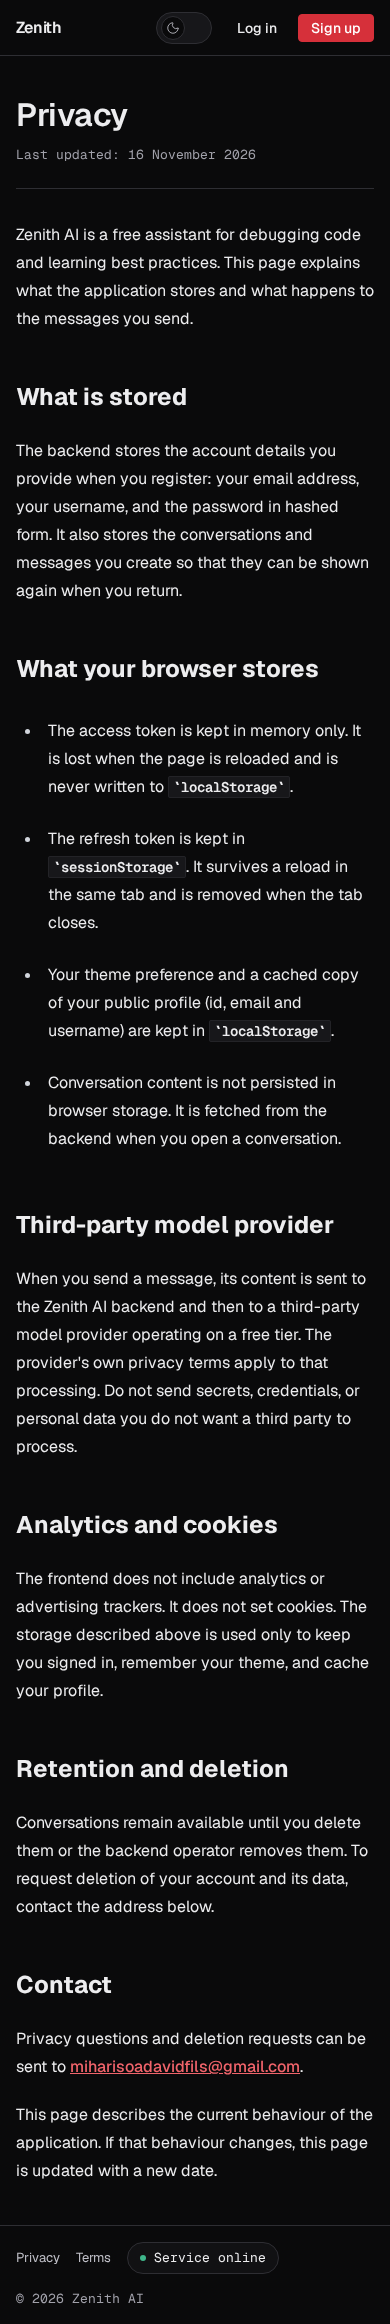 Zenith
Log in
Sign up
Privacy
Last updated: 16 November 2026
Zenith AI is a free assistant for debugging code
and learning best practices. This page explains
what the application stores and what happens to
the messages you send.
What is stored
The backend stores the account details you
provide when you register: your email address,
your username, and the password in hashed
form. It also stores the conversations and
messages you create so that they can be shown
again when you return.
What your browser stores
• The access token is kept in memory only. It
is lost when the page is reloaded and is
never written to `localStorage`.
• The refresh token is kept in
`sessionStorage`. It survives a reload in
the same tab and is removed when the tab
closes.
• Your theme preference and a cached copy
of your public profile (id, email and
username) are kept in `localStorage`.
• Conversation content is not persisted in
browser storage. It is fetched from the
backend when you open a conversation.
Third-party model provider
When you send a message, its content is sent to
the Zenith AI backend and then to a third-party
model provider operating on a free tier. The
provider's own privacy terms apply to that
processing. Do not send secrets, credentials, or
personal data you do not want a third party to
process.
Analytics and cookies
The frontend does not include analytics or
advertising trackers. It does not set cookies. The
storage described above is used only to keep
you signed in, remember your theme, and cache
your profile.
Retention and deletion
Conversations remain available until you delete
them or the backend operator removes them. To
request deletion of your account and its data,
contact the address below.
Contact
Privacy questions and deletion requests can be
sent to miharisoadavidfils@gmail.com.
This page describes the current behaviour of the
application. If that behaviour changes, this page
is updated with a new date.
Privacy Terms Service online
© 2026 Zenith AI